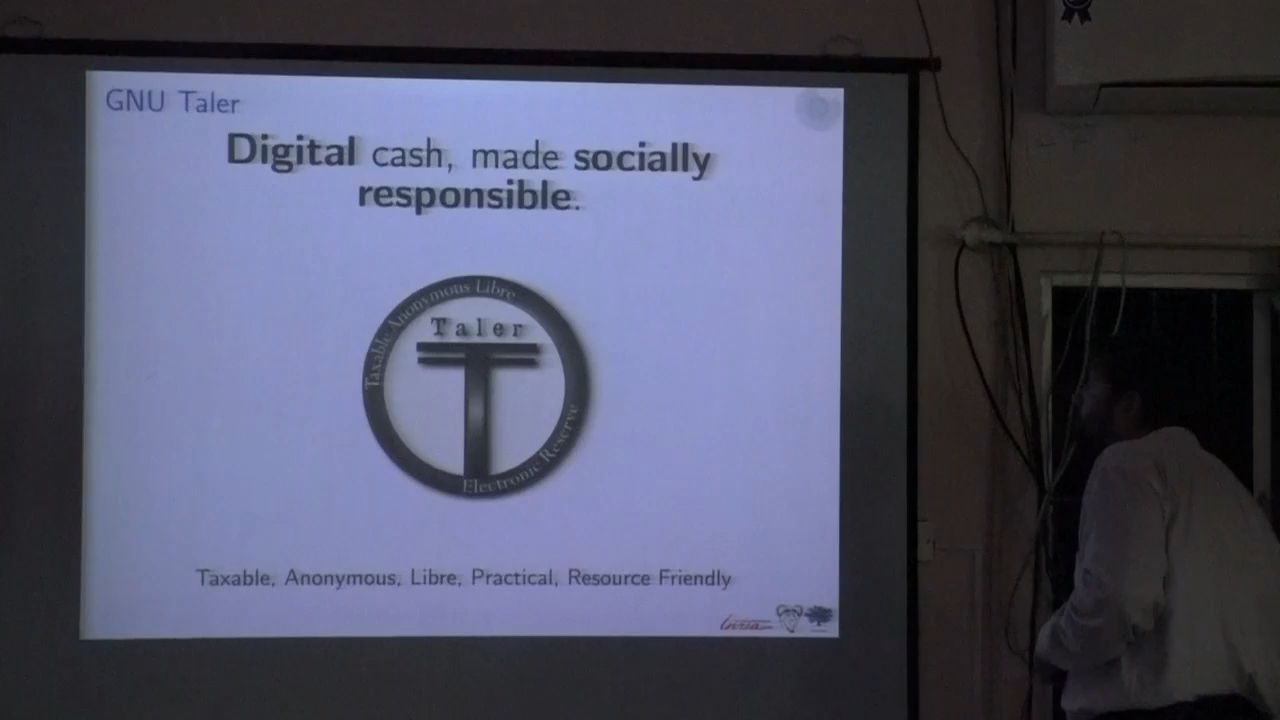 GNU Taler
Digital cash, made socially
responsible.
Taxable Anonymous Libre
Taler
Electronic Reserve
Taxable, Anonymous, Libre, Practical, Resource Friendly
Inria